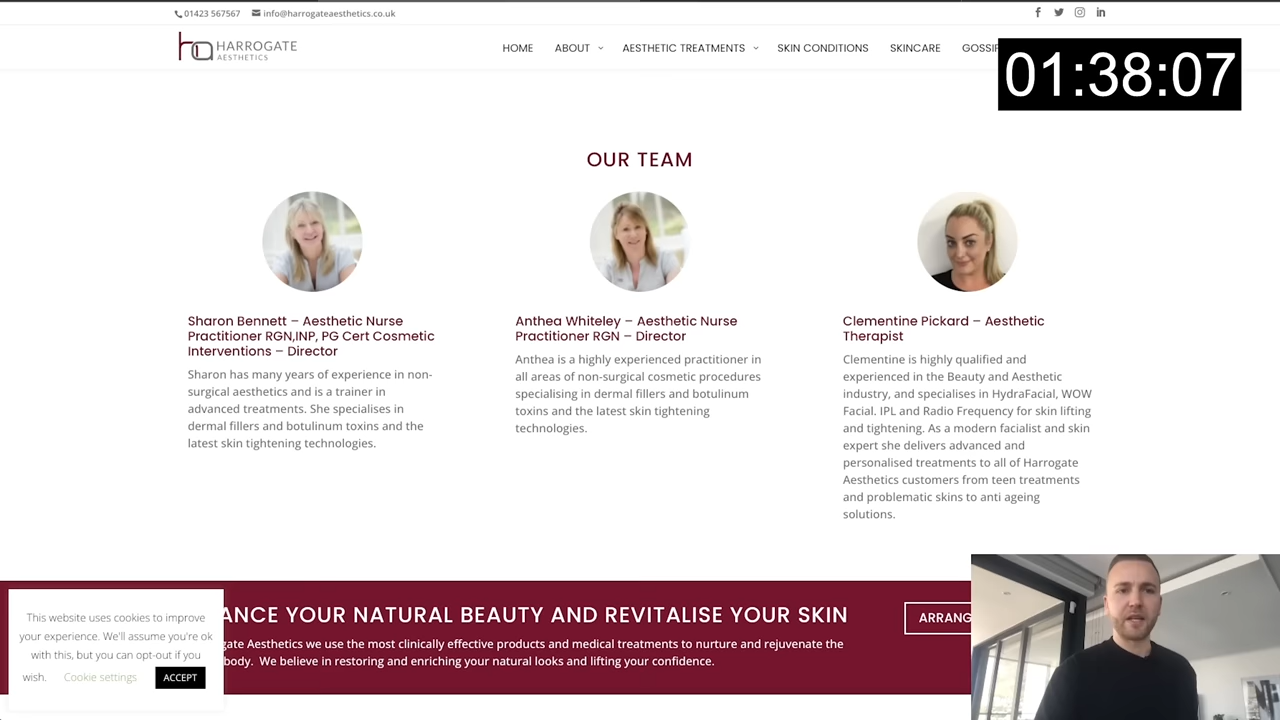 01423 567567
info@harrogateaesthetics.co.uk
HARROGATE
AESTHETICS
HOME
ABOUT
AESTHETIC TREATMENTS
SKIN CONDITIONS
SKINCARE
GOSSIP
01:38:07
OUR TEAM
Sharon Bennett – Aesthetic Nurse
Practitioner RGN,INP, PG Cert Cosmetic
Interventions – Director
Sharon has many years of experience in non-
surgical aesthetics and is a trainer in
advanced treatments. She specialises in
dermal fillers and botulinum toxins and the
latest skin tightening technologies.
Anthea Whiteley – Aesthetic Nurse
Practitioner RGN – Director
Anthea is a highly experienced practitioner in
all areas of non-surgical cosmetic procedures
specialising in dermal fillers and botulinum
toxins and the latest skin tightening
technologies.
Clementine Pickard – Aesthetic
Therapist
Clementine is highly qualified and
experienced in the Beauty and Aesthetic
industry, and specialises in HydraFacial, WOW
Facial. IPL and Radio Frequency for skin lifting
and tightening. As a modern facialist and skin
expert she delivers advanced and
personalised treatments to all of Harrogate
Aesthetics customers from teen treatments
and problematic skins to anti ageing
solutions.
ANCE YOUR NATURAL BEAUTY AND REVITALISE YOUR SKIN
gate Aesthetics we use the most clinically effective products and medical treatments to nurture and rejuvenate the
body. We believe in restoring and enriching your natural looks and lifting your confidence.
ARRANG
This website uses cookies to improve
your experience. We'll assume you're ok
with this, but you can opt-out if you
wish. Cookie settings ACCEPT